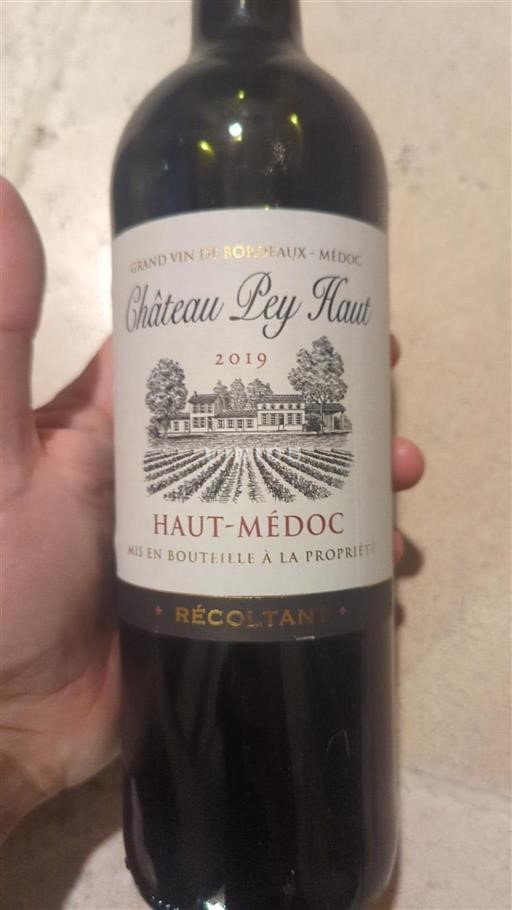 GRAND VIN DE BORDEAUX - MÉDOC
Château Pey Haut
2019
HAUT-MÉDOC
MIS EN BOUTEILLE À LA PROPRIÉTÉ
RÉCOLTANT